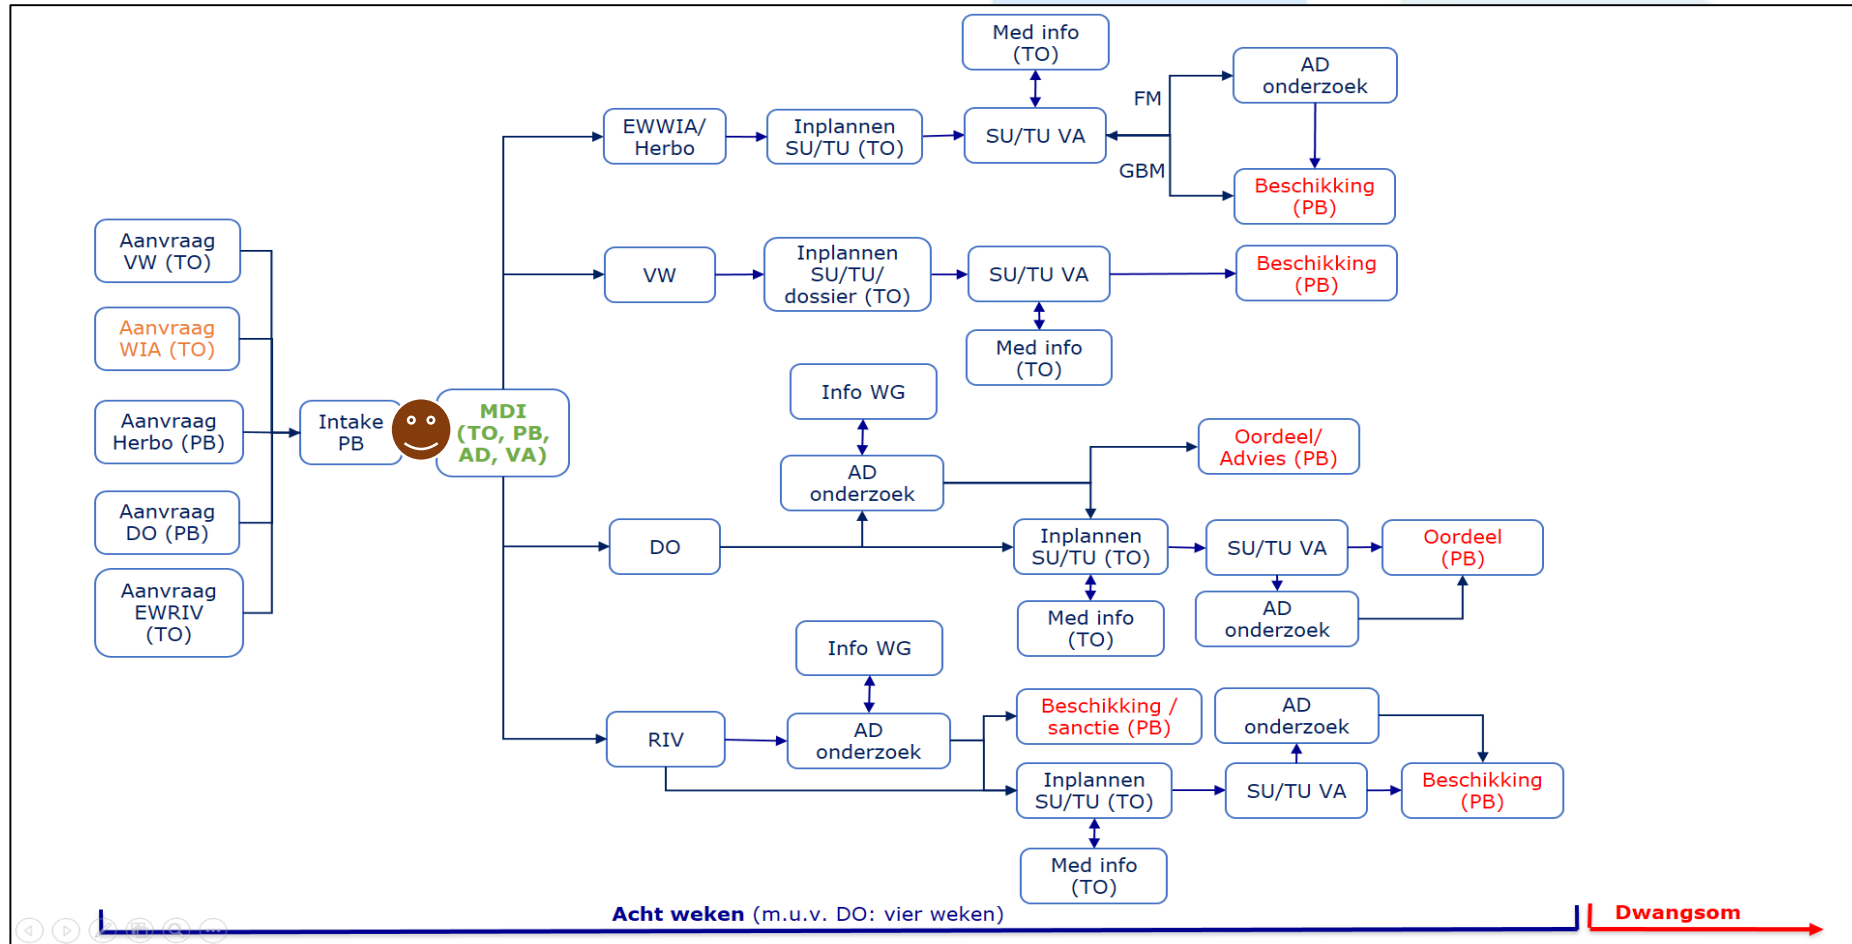 Aanvraag
VW (TO)
Aanvraag
WIA (TO)
Aanvraag
Herbo (PB)
Aanvraag
DO (PB)
Aanvraag
EWRIV
(TO)
Intake
PB
MDI
(TO, PB,
AD, VA)
EWWIA/
Herbo
Inplannen
SU/TU (TO)
Med info
(TO)
SU/TU VA
FM
GBM
AD
onderzoek
Beschikking
(PB)
VW
Inplannen
SU/TU/
dossier (TO)
SU/TU VA
Med info
(TO)
Beschikking
(PB)
DO
Info WG
AD
onderzoek
Oordeel/
Advies (PB)
Inplannen
SU/TU (TO)
Med info
(TO)
SU/TU VA
AD
onderzoek
Oordeel
(PB)
RIV
Info WG
AD
onderzoek
Beschikking /
sanctie (PB)
Inplannen
SU/TU (TO)
Med info
(TO)
SU/TU VA
AD
onderzoek
Beschikking
(PB)
Acht weken (m.u.v. DO: vier weken)
Dwangsom